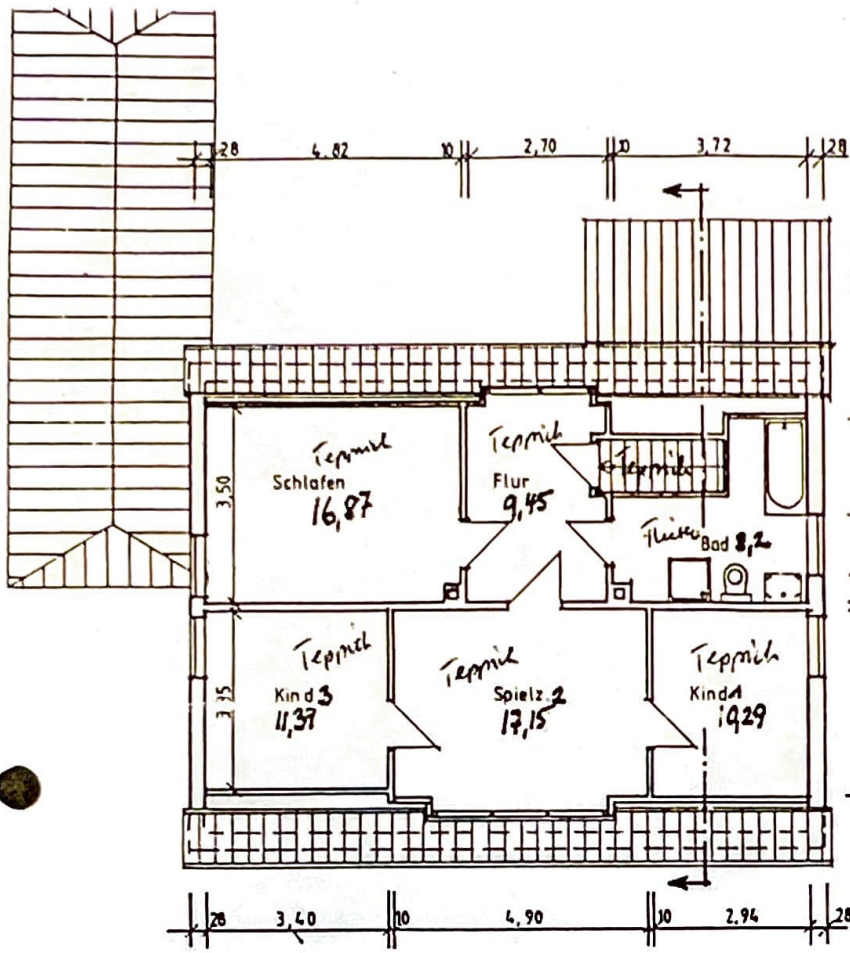 28 4.82 10 2,70 10 3,72 28
Teppich Teppich
Schlafen Flur Teppich
16,87 9,45
3,50
Bad 8,2
Teppich Teppich Teppich
Kind 3 Spielz. 2 Kind 1
11,37 17,15 10,29
3,35
28 3,40 10 4,90 10 2.94 28